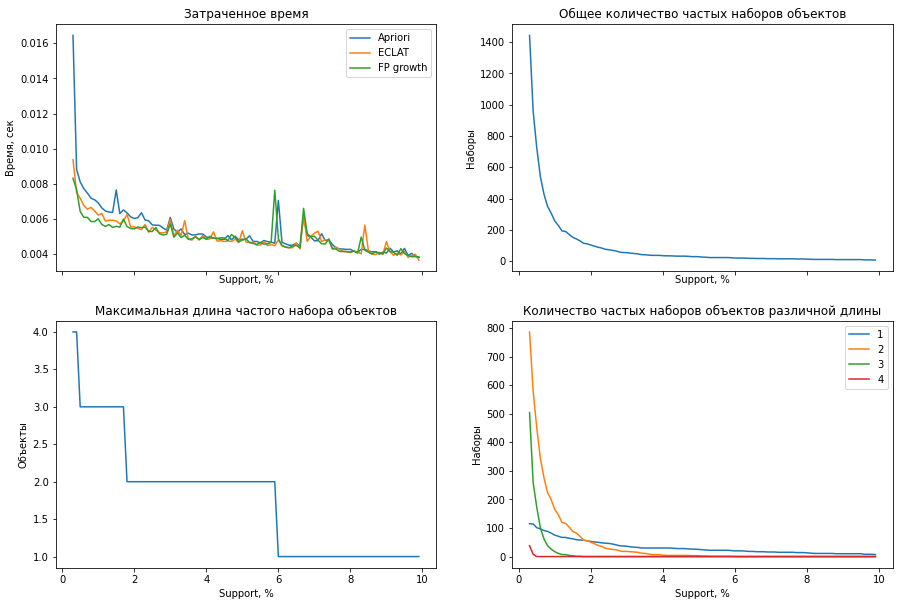 Затраченное время
Время, сек
0.016
0.014
0.012
0.010
0.008
0.006
0.004
Apriori
ECLAT
FP growth
Support, %
Общее количество частых наборов объектов
Наборы
1400
1200
1000
800
600
400
200
0
Support, %
Максимальная длина частого набора объектов
Объекты
4.0
3.5
3.0
2.5
2.0
1.5
1.0
0 2 4 6 8 10
Support, %
Количество частых наборов объектов различной длины
Наборы
800
700
600
500
400
300
200
100
0
1
2
3
4
0 2 4 6 8 10
Support, %